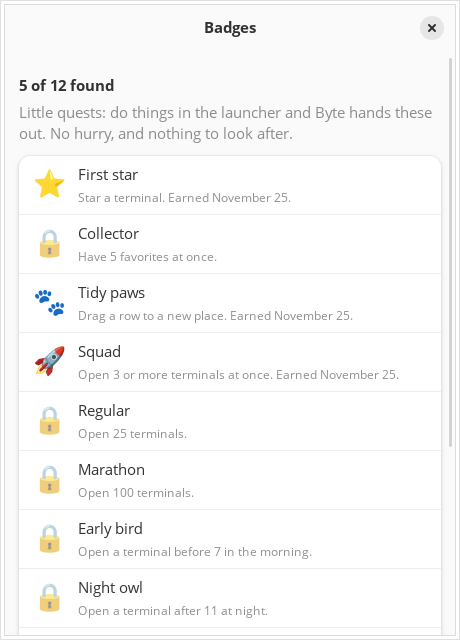 Badges
5 of 12 found
Little quests: do things in the launcher and Byte hands these
out. No hurry, and nothing to look after.
First star
Star a terminal. Earned November 25.
Collector
Have 5 favorites at once.
Tidy paws
Drag a row to a new place. Earned November 25.
Squad
Open 3 or more terminals at once. Earned November 25.
Regular
Open 25 terminals.
Marathon
Open 100 terminals.
Early bird
Open a terminal before 7 in the morning.
Night owl
Open a terminal after 11 at night.